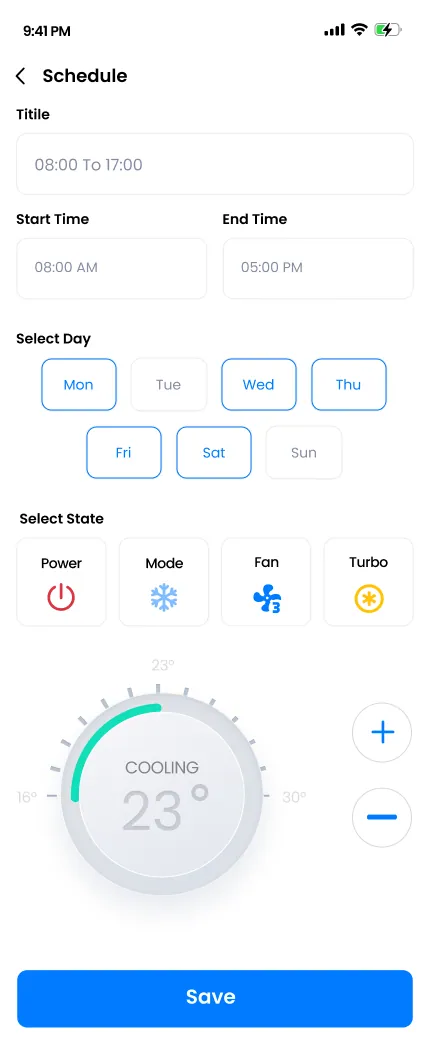 9:41 PM
Schedule
Titile
08:00 To 17:00
Start Time End Time
08:00 AM 05:00 PM
Select Day
Mon Tue Wed Thu
Fri Sat Sun
Select State
Power Mode Fan Turbo
3
23°
COOLING
16° 23° 30°
Save